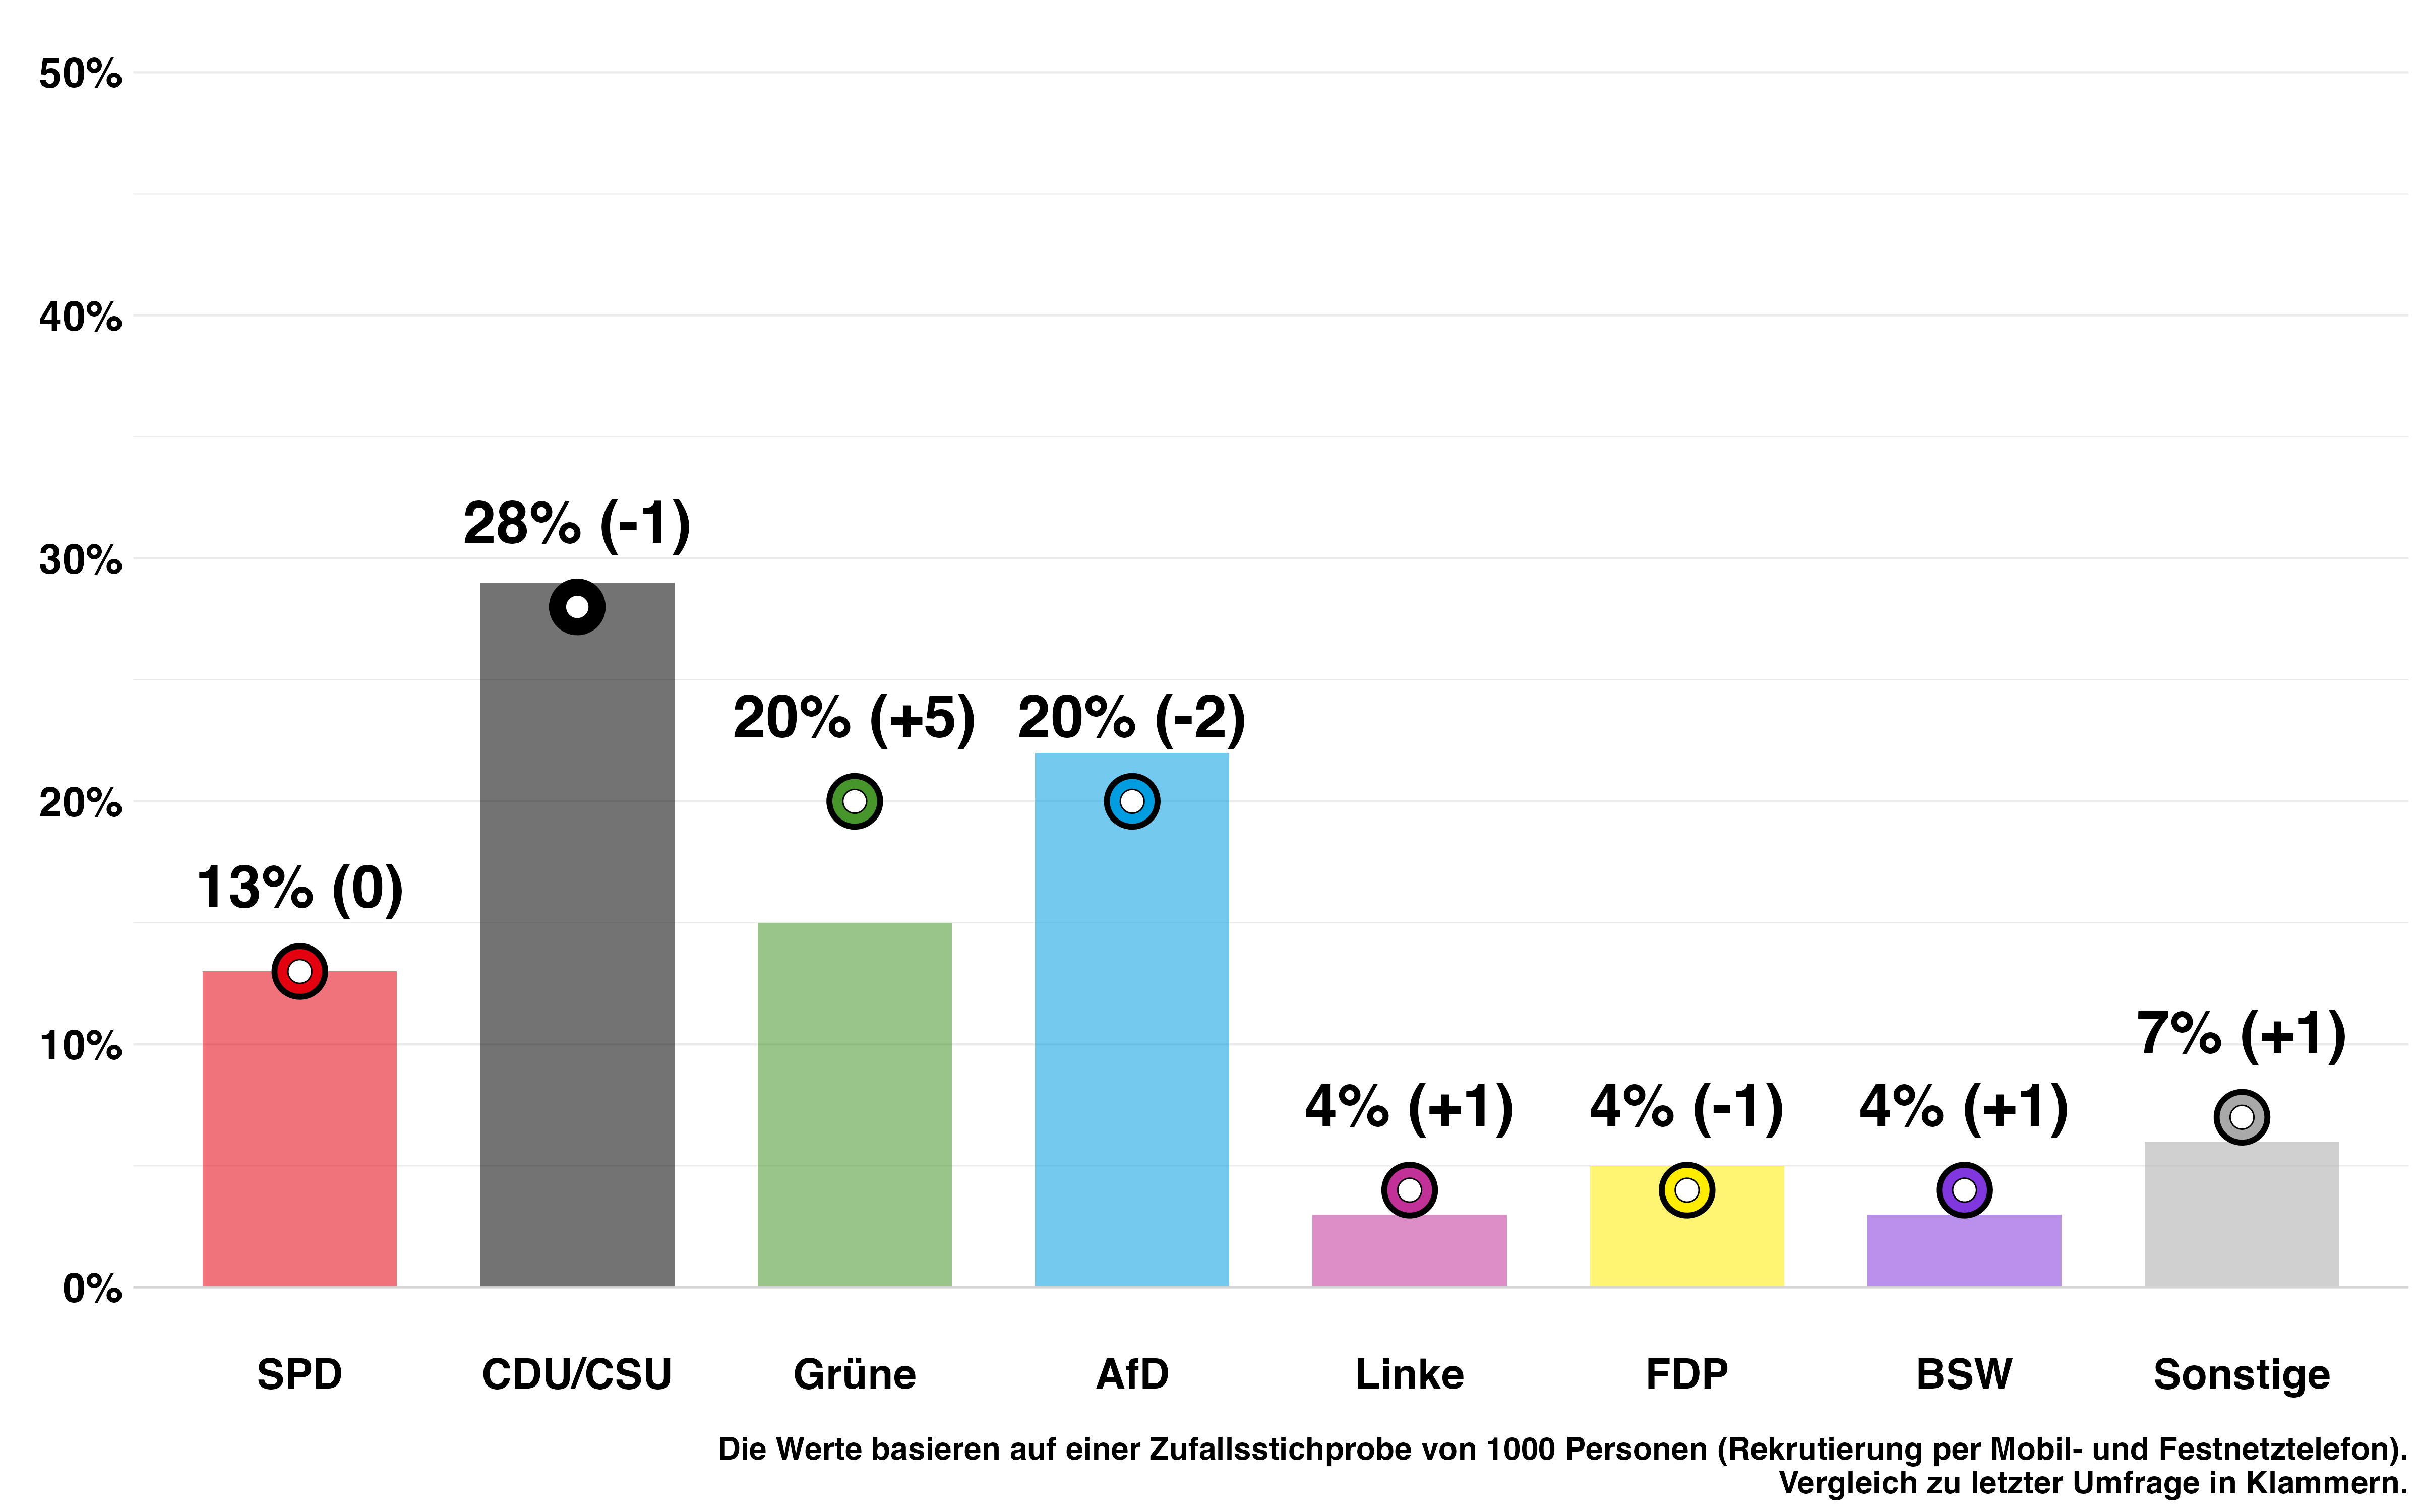 50%
40%
30%
20%
10%
0%
13% (0)
28% (-1)
20% (+5)
20% (-2)
4% (+1)
4% (-1)
4% (+1)
7% (+1)
SPD
CDU/CSU
Grüne
AfD
Linke
FDP
BSW
Sonstige
Die Werte basieren auf einer Zufallsstichprobe von 1000 Personen (Rekrutierung per Mobil- und Festnetztelefon).
Vergleich zu letzter Umfrage in Klammern.